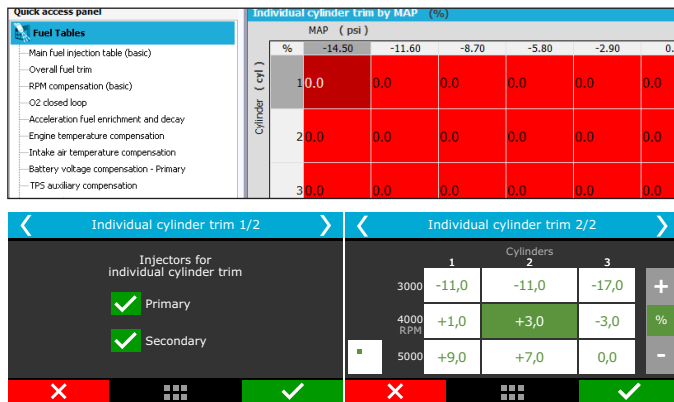 Quick access panel
Fuel Tables
Main fuel injection table (basic)
Overall fuel trim
RPM compensation (basic)
O2 closed loop
Acceleration fuel enrichment and decay
Engine temperature compensation
Intake air temperature compensation
Battery voltage compensation - Primary
TPS auxiliary compensation
Individual cylinder trim by MAP (%)
MAP ( psi )
% -14.50 -11.60 -8.70 -5.80 -2.90 0.
Cylinder ( cyl )
1 0.0 0.0 0.0 0.0 0.0 0.0
2 0.0 0.0 0.0 0.0 0.0 0.0
3 0.0 0.0 0.0 0.0 0.0 0.0
Individual cylinder trim 1/2
Injectors for
individual cylinder trim
Primary
Secondary
Individual cylinder trim 2/2
Cylinders
1 2 3
3000 -11,0 -11,0 -17,0 +
4000 +1,0 +3,0 -3,0 %
RPM
5000 +9,0 +7,0 0,0 -